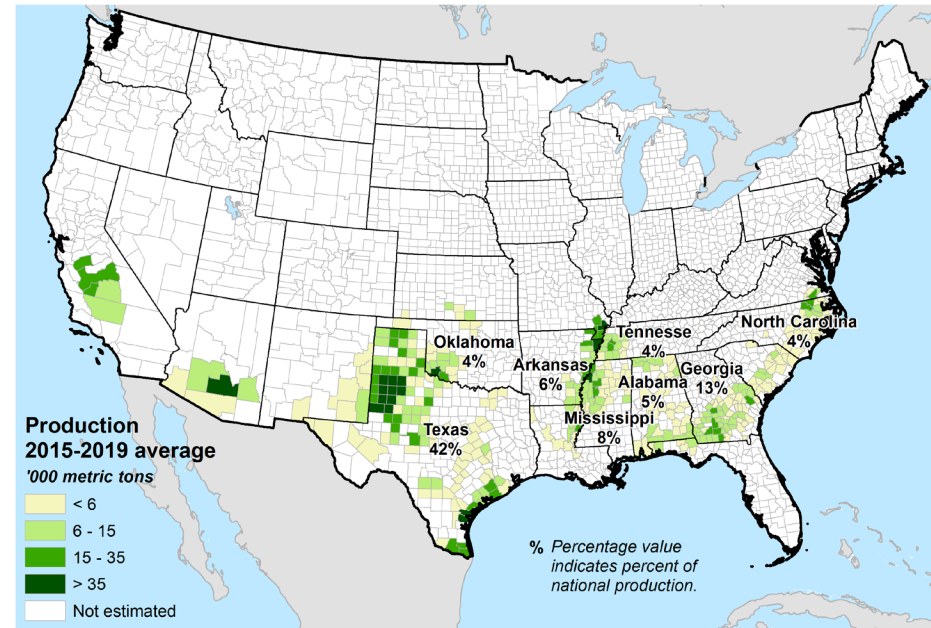 Oklahoma
4%
Tennesse
4%
North Carolina
4%
Arkansas
6%
Alabama
5%
Georgia
13%
Mississippi
8%
Texas
42%
Production
2015-2019 average
'000 metric tons
< 6
6 - 15
15 - 35
> 35
Not estimated
% Percentage value
indicates percent of
national production.